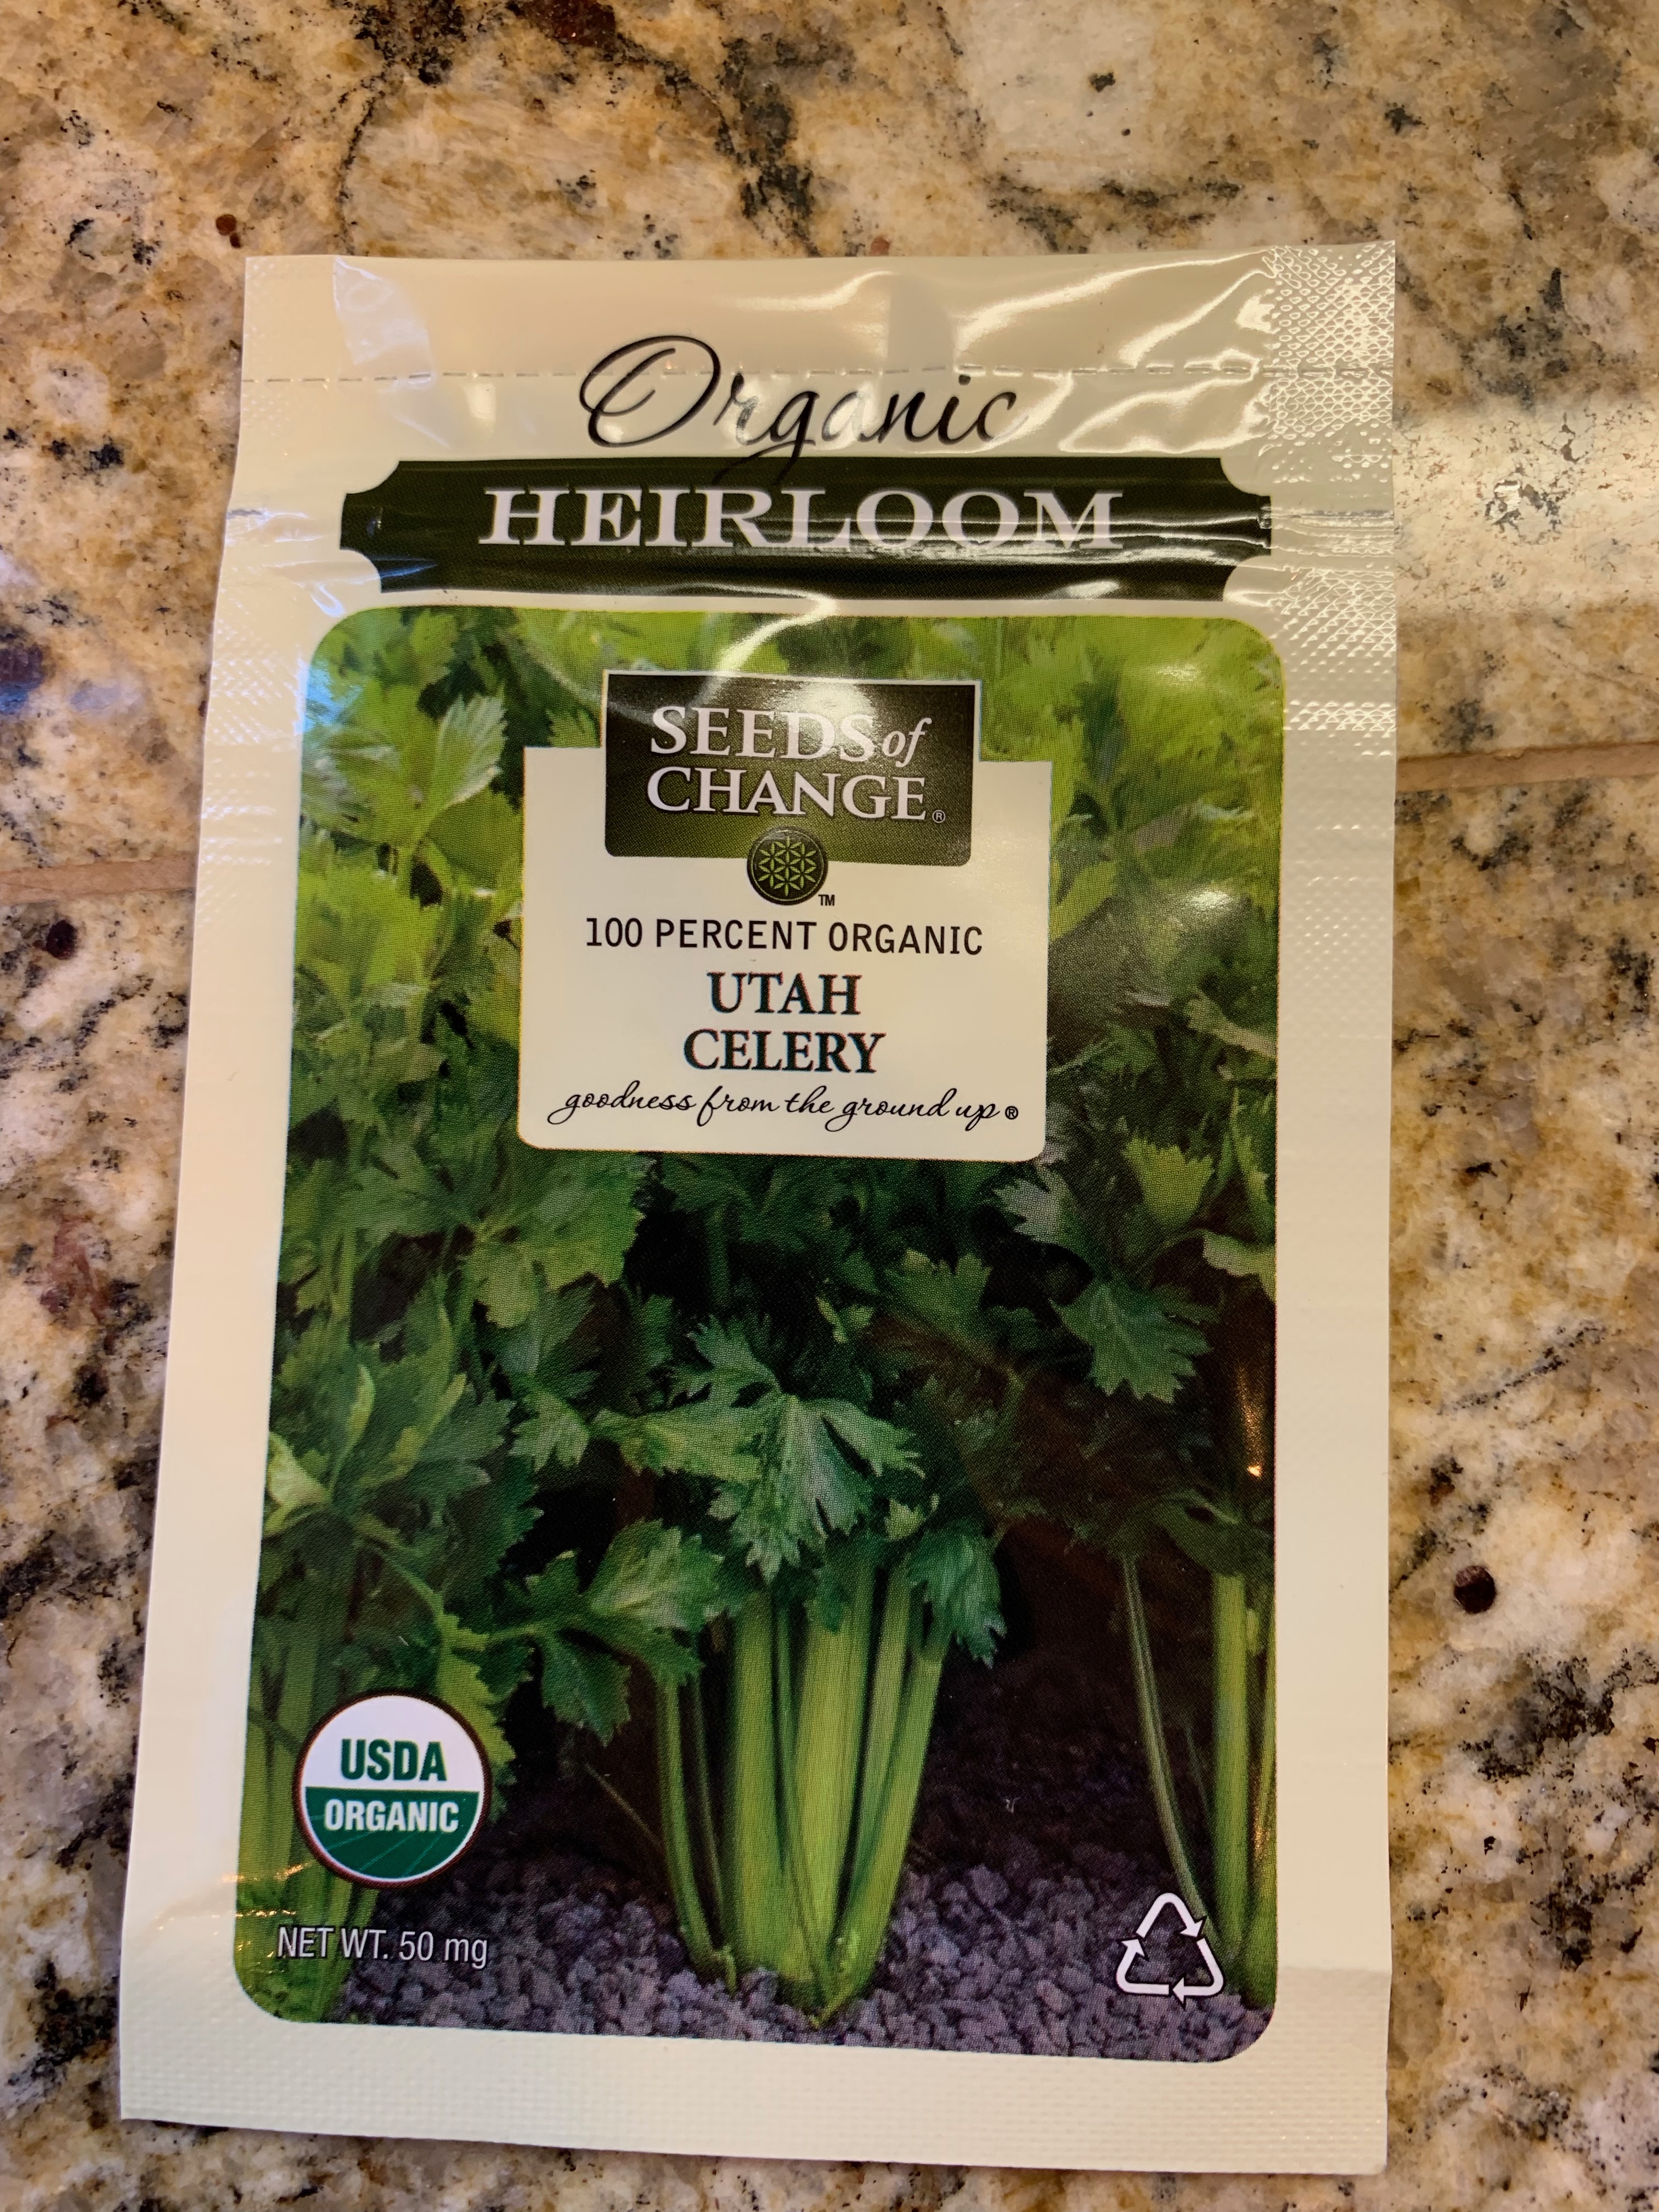 Organic
HEIRLOOM
SEEDS of
CHANGE®
TM
100 PERCENT ORGANIC
UTAH
CELERY
goodness from the ground up ®
USDA
ORGANIC
NET WT. 50 mg